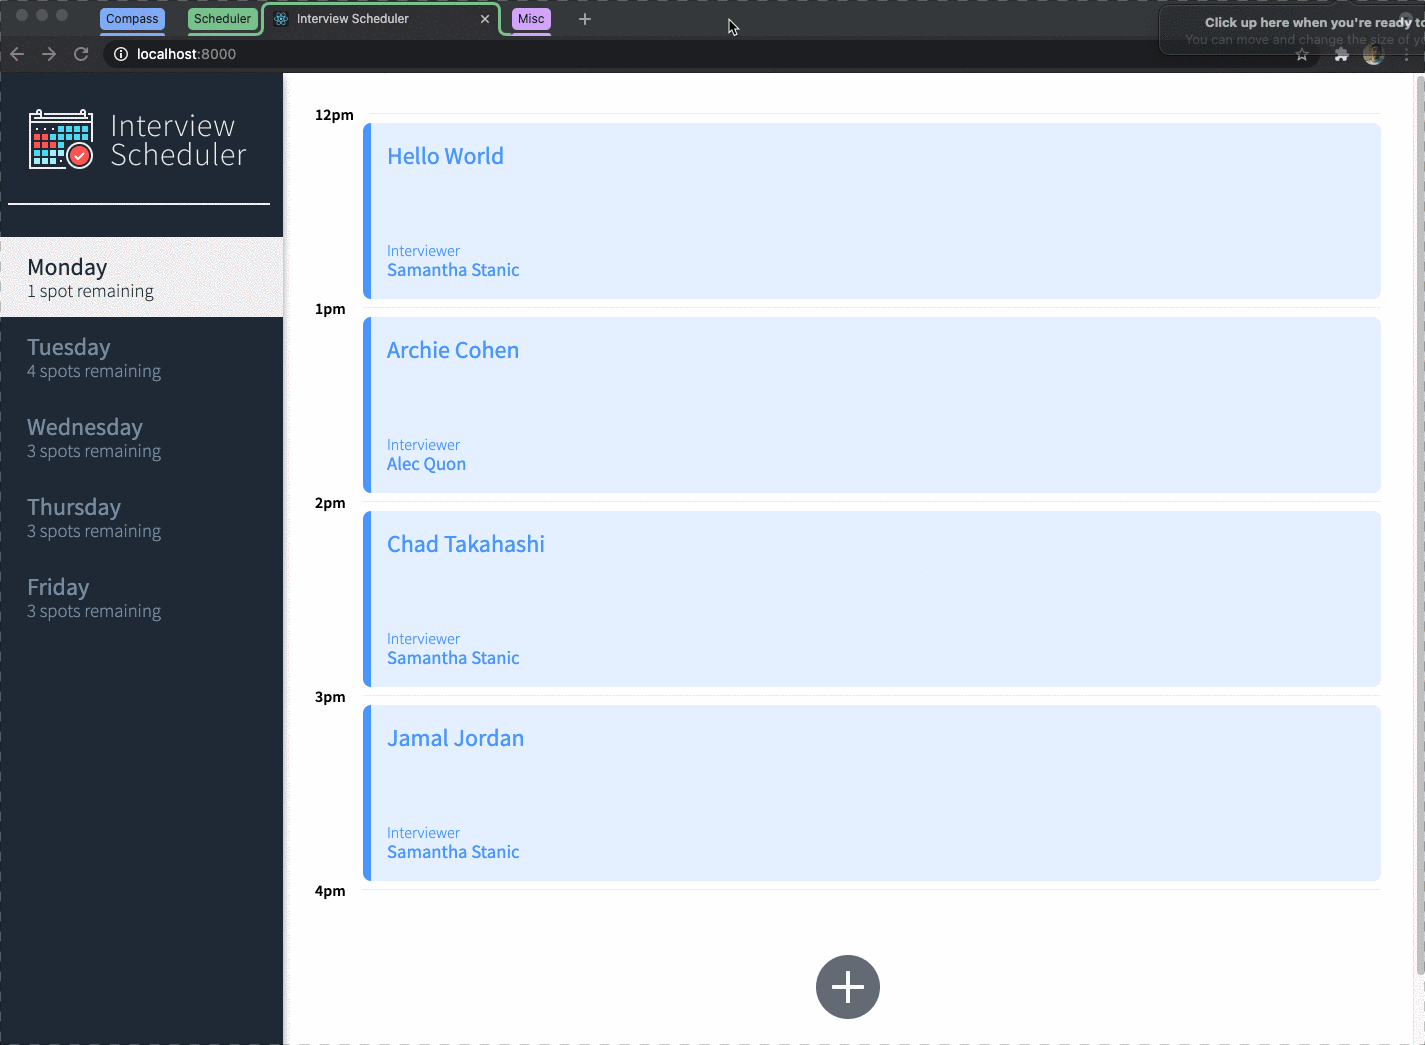 Compass
Scheduler
Interview Scheduler
Misc
Click up here when you're ready to
You can move and change the size of yo
localhost:8000
Interview
Scheduler
Monday
1 spot remaining
Tuesday
4 spots remaining
Wednesday
3 spots remaining
Thursday
3 spots remaining
Friday
3 spots remaining
12pm
Hello World
Interviewer
Samantha Stanic
1pm
Archie Cohen
Interviewer
Alec Quon
2pm
Chad Takahashi
Interviewer
Samantha Stanic
3pm
Jamal Jordan
Interviewer
Samantha Stanic
4pm